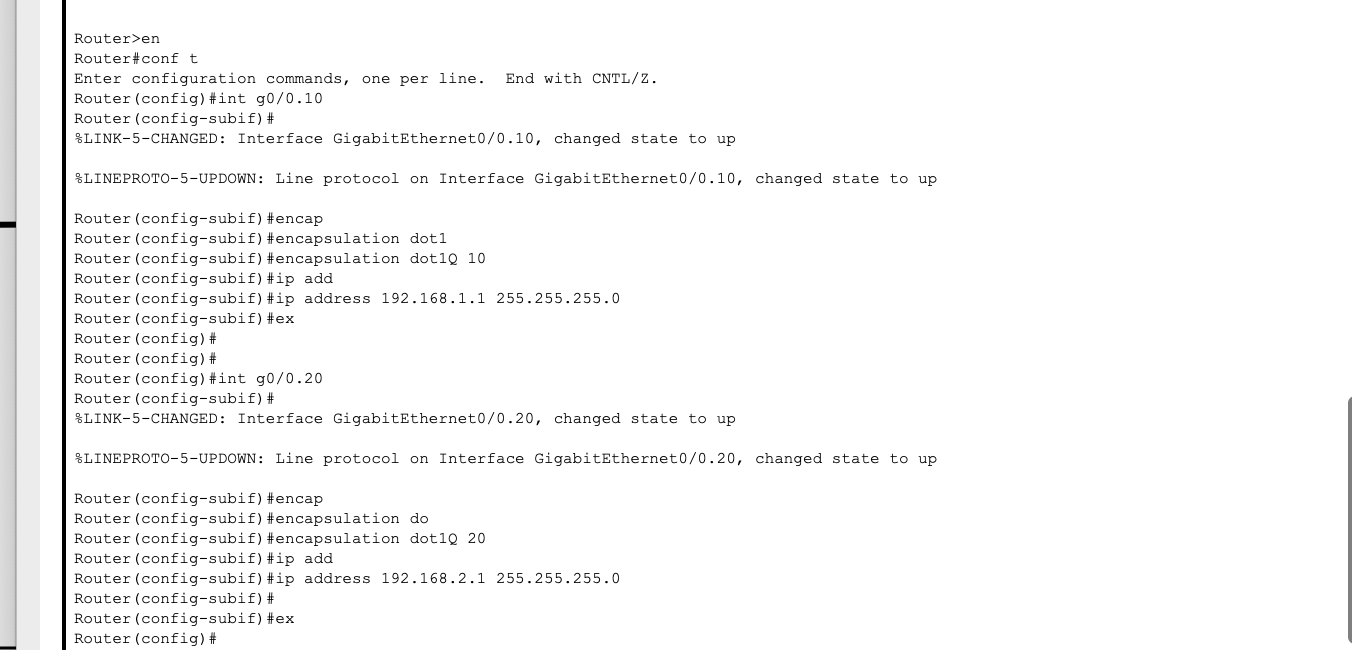 Router>en
Router#conf t
Enter configuration commands, one per line.  End with CNTL/Z.
Router(config)#int g0/0.10
Router(config-subif)#
%LINK-5-CHANGED: Interface GigabitEthernet0/0.10, changed state to up
%LINEPROTO-5-UPDOWN: Line protocol on Interface GigabitEthernet0/0.10, changed state to up
Router(config-subif)#encap
Router(config-subif)#encapsulation dot1
Router(config-subif)#encapsulation dot1Q 10
Router(config-subif)#ip add
Router(config-subif)#ip address 192.168.1.1 255.255.255.0
Router(config-subif)#ex
Router(config)#
Router(config)#
Router(config)#int g0/0.20
Router(config-subif)#
%LINK-5-CHANGED: Interface GigabitEthernet0/0.20, changed state to up
%LINEPROTO-5-UPDOWN: Line protocol on Interface GigabitEthernet0/0.20, changed state to up
Router(config-subif)#encap
Router(config-subif)#encapsulation do
Router(config-subif)#encapsulation dot1Q 20
Router(config-subif)#ip add
Router(config-subif)#ip address 192.168.2.1 255.255.255.0
Router(config-subif)#
Router(config-subif)#ex
Router(config)#